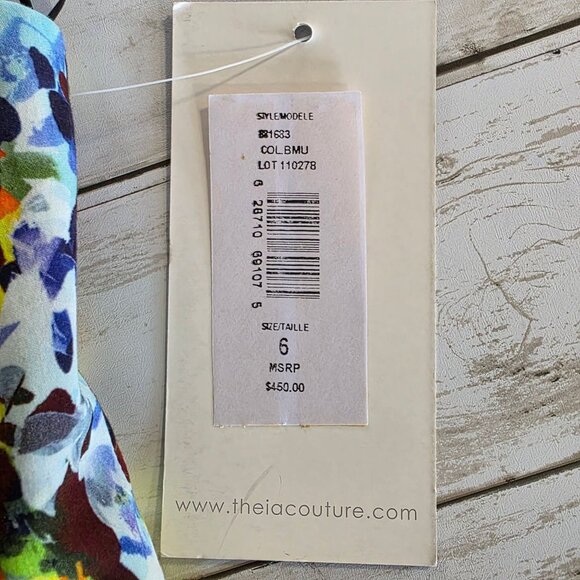 STYLE/MODELE
881683
COL.BMU
LOT 110278
6 28710 69107 5
SIZE/TAILLE
6
MSRP
$450.00
www.theiacouture.com